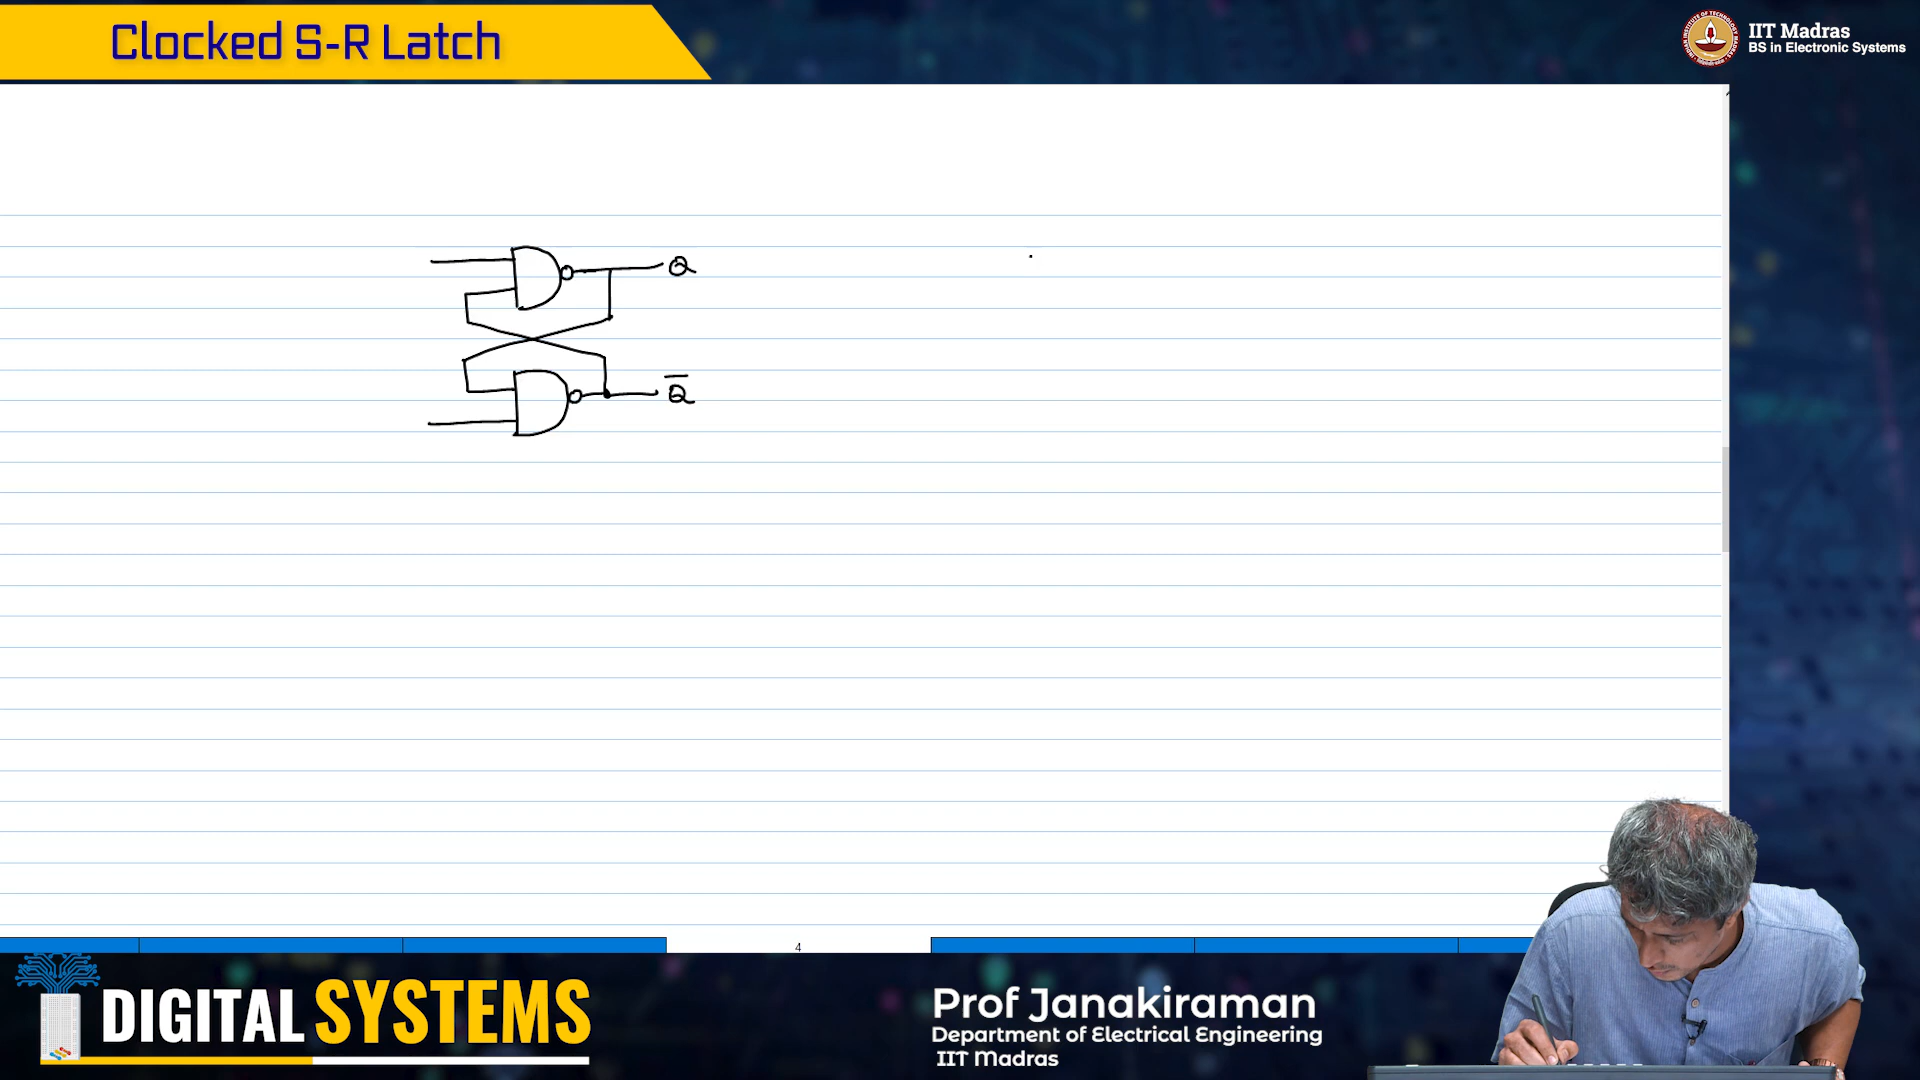 Clocked S-R Latch
IIT Madras
BS in Electronic Systems
Q
Q̅
4
DIGITAL SYSTEMS
Prof Janakiraman
Department of Electrical Engineering
IIT Madras